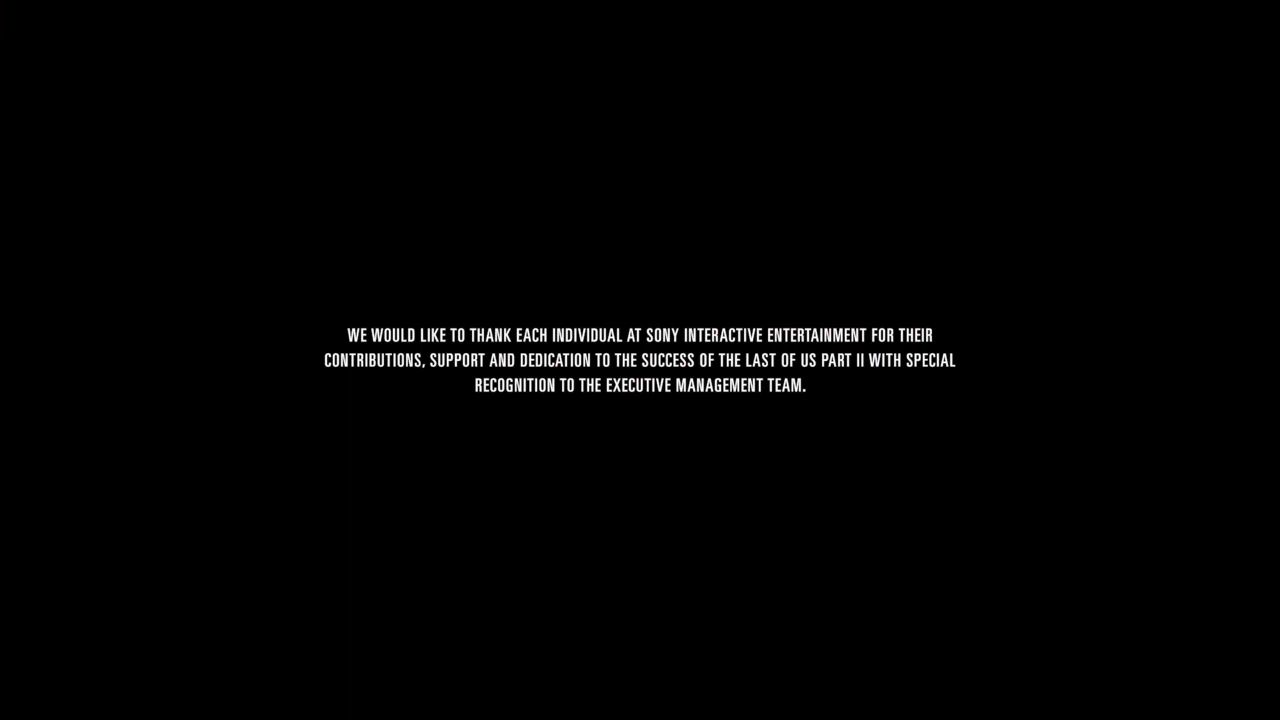 WE WOULD LIKE TO THANK EACH INDIVIDUAL AT SONY INTERACTIVE ENTERTAINMENT FOR THEIR
CONTRIBUTIONS, SUPPORT AND DEDICATION TO THE SUCCESS OF THE LAST OF US PART II WITH SPECIAL
RECOGNITION TO THE EXECUTIVE MANAGEMENT TEAM.